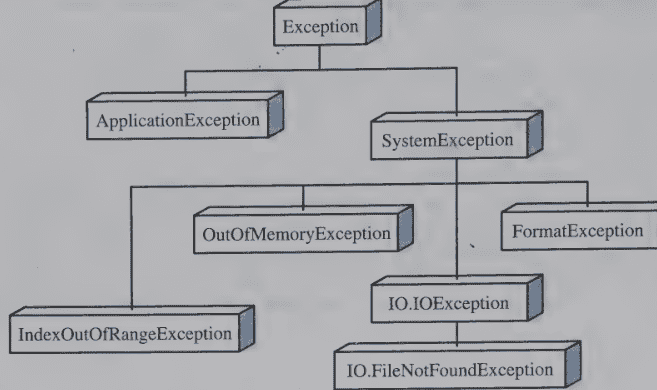 Exception
ApplicationException
SystemException
OutOfMemoryException
FormatException
IO.IOException
IndexOutOfRangeException
IO.FileNotFoundException